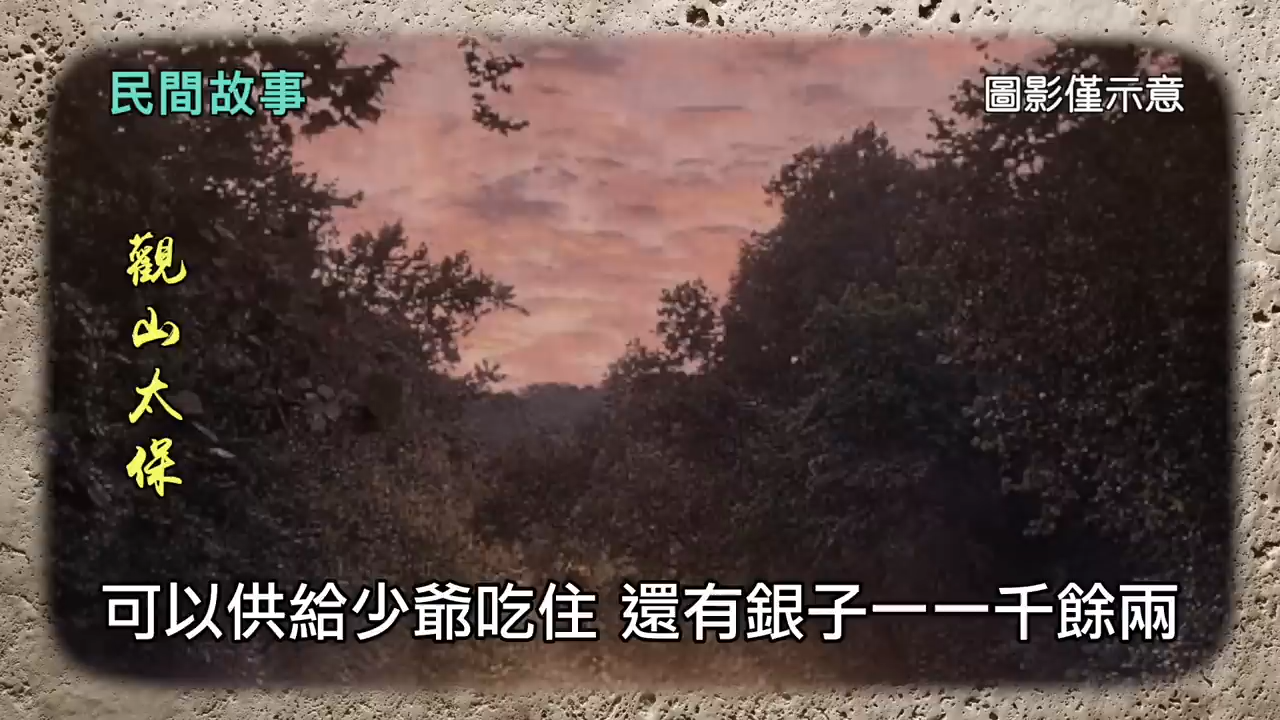 民間故事
圖影僅示意
觀山太保
可以供給少爺吃住 還有銀子一一千餘兩